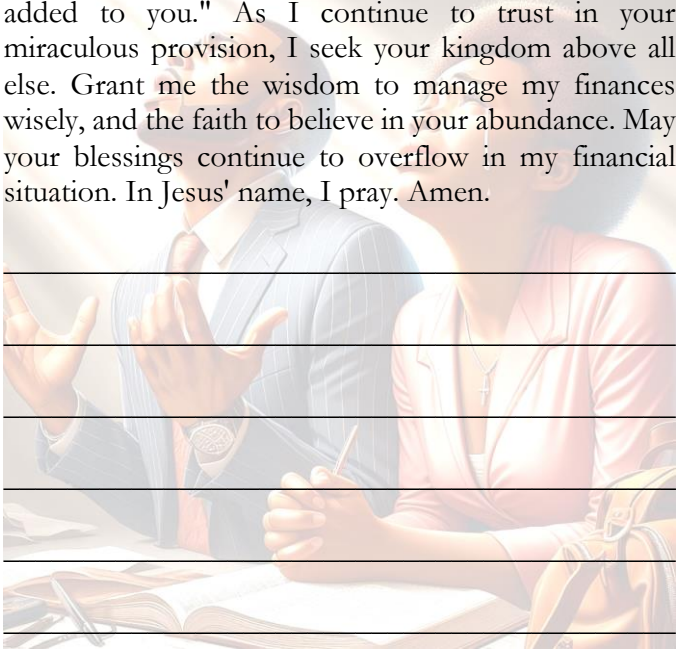 added to you." As I continue to trust in your
miraculous provision, I seek your kingdom above all
else. Grant me the wisdom to manage my finances
wisely, and the faith to believe in your abundance. May
your blessings continue to overflow in my financial
situation. In Jesus' name, I pray. Amen.